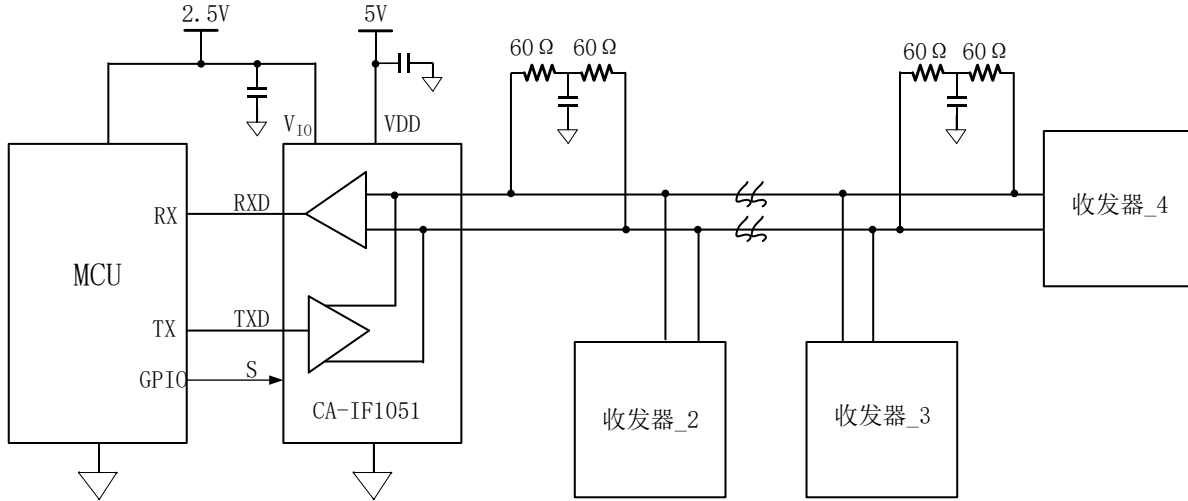 2.5V
5V
60Ω 60Ω
60Ω 60Ω
VIO
VDD
RX
RXD
收发器_4
MCU
TX
TXD
GPIO
S
CA-IF1051
收发器_2
收发器_3